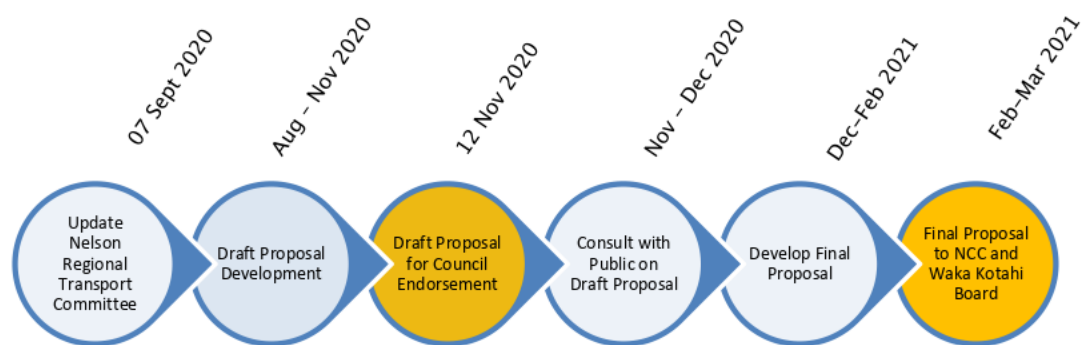 07 Sept 2020
Aug – Nov 2020
12 Nov 2020
Nov – Dec 2020
Dec–Feb 2021
Feb–Mar 2021
Update
Nelson
Regional
Transport
Committee
Draft Proposal
Development
Draft Proposal
for Council
Endorsement
Consult with
Public on
Draft Proposal
Develop Final
Proposal
Final Proposal
to NCC and
Waka Kotahi
Board